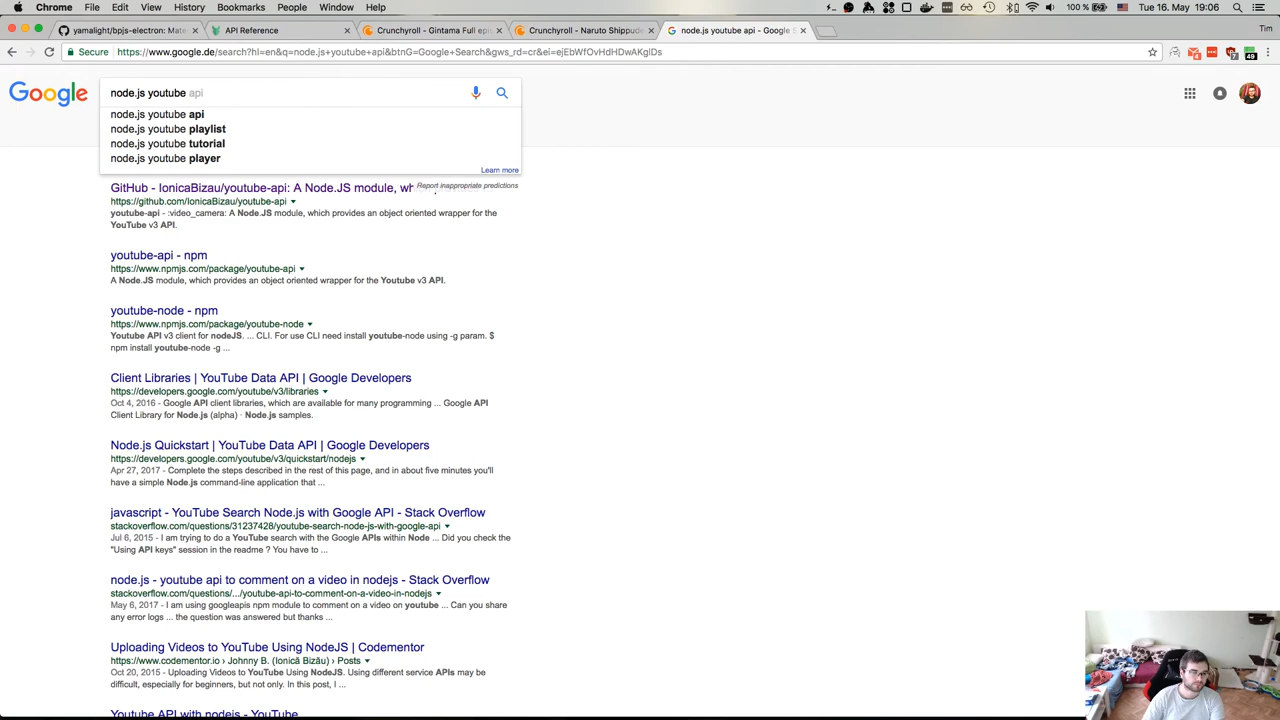 Chrome File Edit View History Bookmarks People Window Help
100 % Tue 16. May 19:06
yamalight/bpjs-electron: Mater
API Reference
Crunchyroll - Gintama Full epi
Crunchyroll - Naruto Shippude
node.js youtube api - Google S
Tim
Secure https://www.google.de/search?hl=en&q=node.js+youtube+api&btnG=Google+Search&gws_rd=cr&ei=ejEbWfOvHdHDwAKglDs
4
7
49
Google
node.js youtube api
node.js youtube api
node.js youtube playlist
node.js youtube tutorial
node.js youtube player
Learn more
Report inappropriate predictions
GitHub - IonicaBizau/youtube-api: A Node.JS module, wh
https://github.com/IonicaBizau/youtube-api
youtube-api - :video_camera: A Node.JS module, which provides an object oriented wrapper for the
YouTube v3 API.
youtube-api - npm
https://www.npmjs.com/package/youtube-api
A Node.JS module, which provides an object oriented wrapper for the Youtube v3 API.
youtube-node - npm
https://www.npmjs.com/package/youtube-node
Youtube API v3 client for nodeJS. ... CLI. For use CLI need install youtube-node using -g param. $
npm install youtube-node -g ...
Client Libraries | YouTube Data API | Google Developers
https://developers.google.com/youtube/v3/libraries
Oct 4, 2016 - Google API client libraries, which are available for many programming ... Google API
Client Library for Node.js (alpha) · Node.js samples.
Node.js Quickstart | YouTube Data API | Google Developers
https://developers.google.com/youtube/v3/quickstart/nodejs
Apr 27, 2017 - Complete the steps described in the rest of this page, and in about five minutes you'll
have a simple Node.js command-line application that ...
javascript - YouTube Search Node.js with Google API - Stack Overflow
stackoverflow.com/questions/31237428/youtube-search-node-js-with-google-api
Jul 6, 2015 - I am trying to do a YouTube search with the Google APIs within Node ... Did you check the
"Using API keys" session in the readme ? You have to ...
node.js - youtube api to comment on a video in nodejs - Stack Overflow
stackoverflow.com/questions/.../youtube-api-to-comment-on-a-video-in-nodejs
May 6, 2017 - I am using googleapis npm module to comment on a video on youtube ... Can you share
any error logs ... the question was answered but thanks ...
Uploading Videos to YouTube Using NodeJS | Codementor
https://www.codementor.io › Johnny B. (Ionică Bizău) › Posts
Oct 20, 2015 - Uploading Videos to YouTube Using NodeJS. Using different service APIs may be
difficult, especially for beginners, but not only. In this post, I ...
Youtube API with nodejs - YouTube